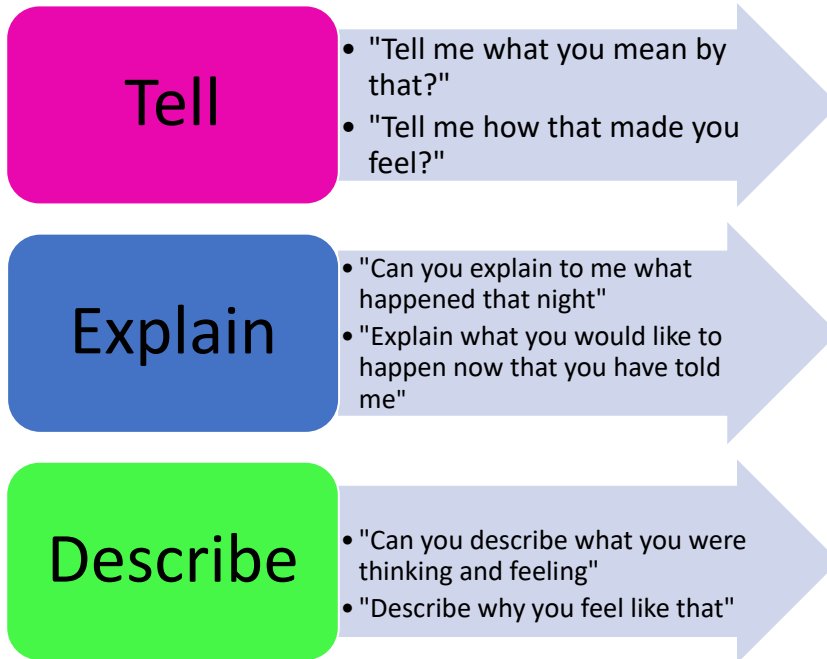 Tell
• "Tell me what you mean by
that?"
• "Tell me how that made you
feel?"
Explain
• "Can you explain to me what
happened that night"
• "Explain what you would like to
happen now that you have told
me"
Describe
• "Can you describe what you were
thinking and feeling"
• "Describe why you feel like that"